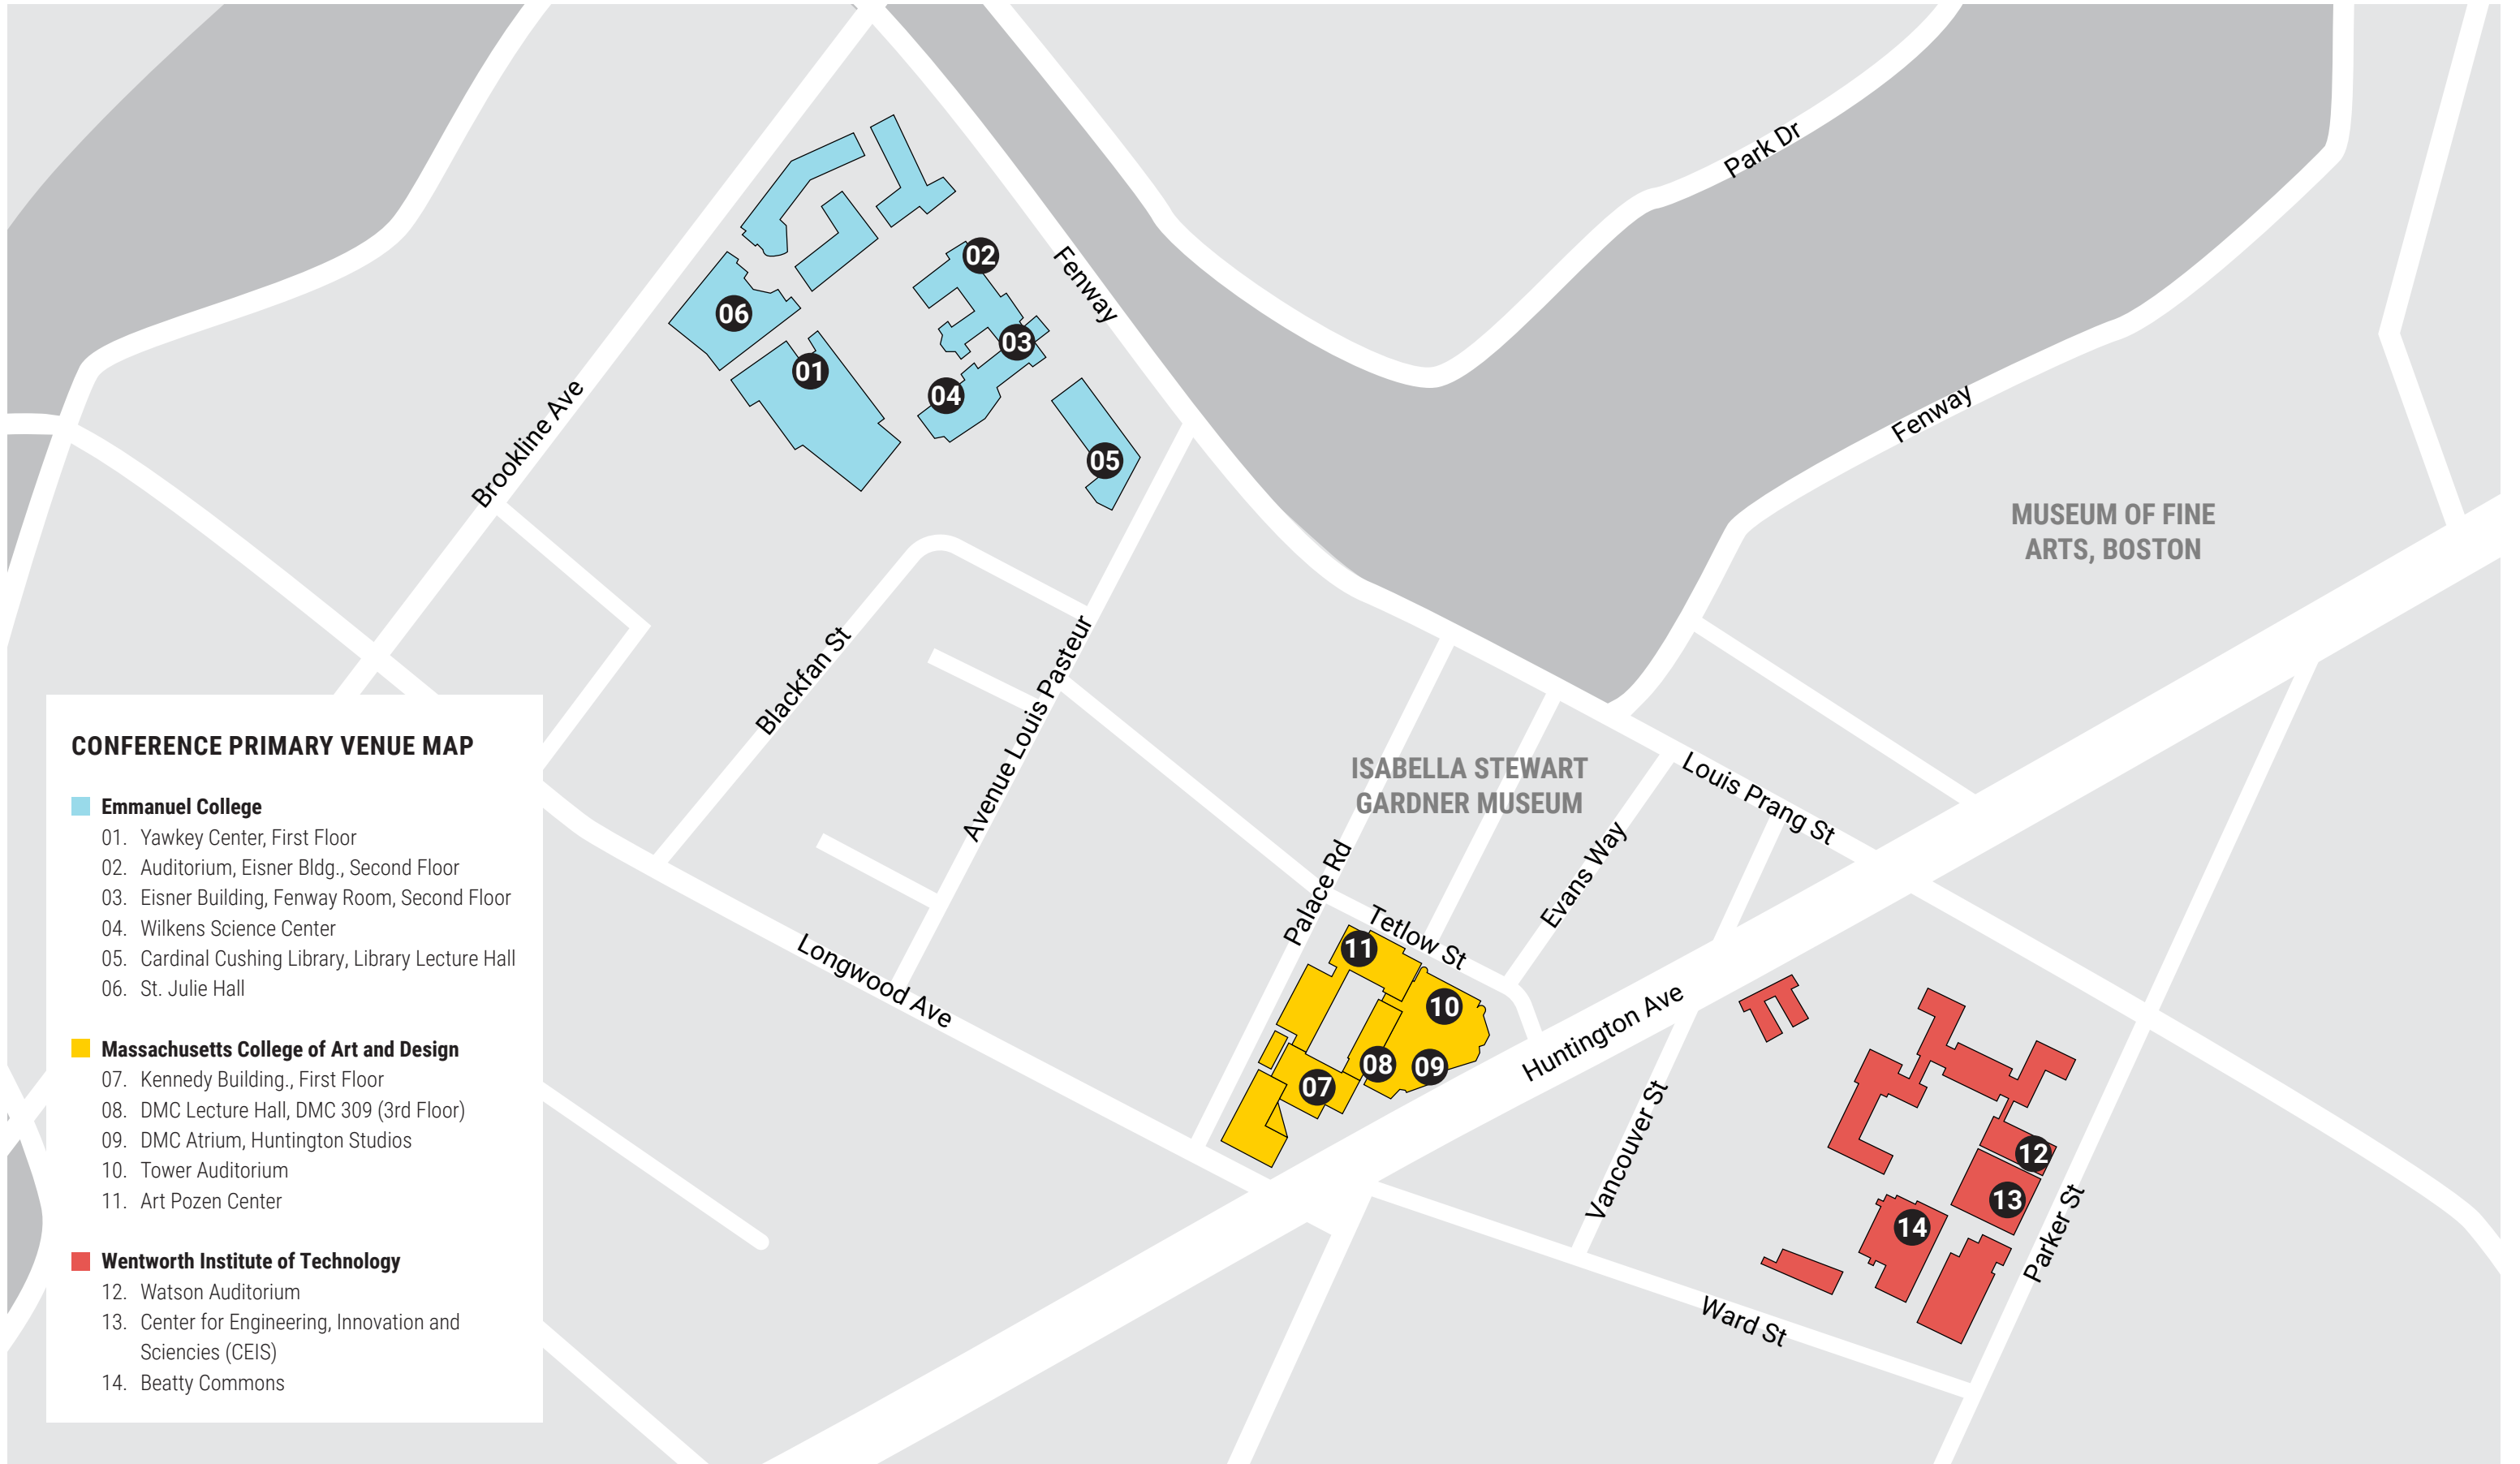 Park Dr
Fenway
02
06
03
01
04
05
Brookline Ave
Fenway
MUSEUM OF FINE
ARTS, BOSTON
Blackfan St
Avenue Louis Pasteur
ISABELLA STEWART
GARDNER MUSEUM
Louis Prang St
Palace Rd
Evans Way
Tetlow St
Longwood Ave
11
10
08
09
07
Huntington Ave
Vancouver St
12
13
14
Parker St
Ward St
CONFERENCE PRIMARY VENUE MAP
Emmanuel College
01. Yawkey Center, First Floor
02. Auditorium, Eisner Bldg., Second Floor
03. Eisner Building, Fenway Room, Second Floor
04. Wilkens Science Center
05. Cardinal Cushing Library, Library Lecture Hall
06. St. Julie Hall
Massachusetts College of Art and Design
07. Kennedy Building., First Floor
08. DMC Lecture Hall, DMC 309 (3rd Floor)
09. DMC Atrium, Huntington Studios
10. Tower Auditorium
11. Art Pozen Center
Wentworth Institute of Technology
12. Watson Auditorium
13. Center for Engineering, Innovation and
Sciencies (CEIS)
14. Beatty Commons